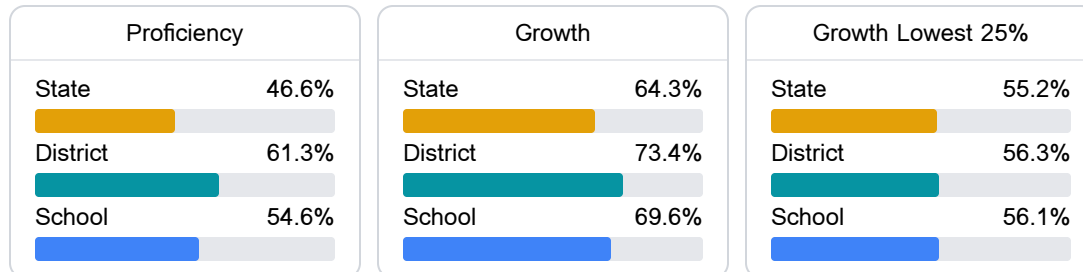 Proficiency
State 46.6%
District 61.3%
School 54.6%
Growth
State 64.3%
District 73.4%
School 69.6%
Growth Lowest 25%
State 55.2%
District 56.3%
School 56.1%